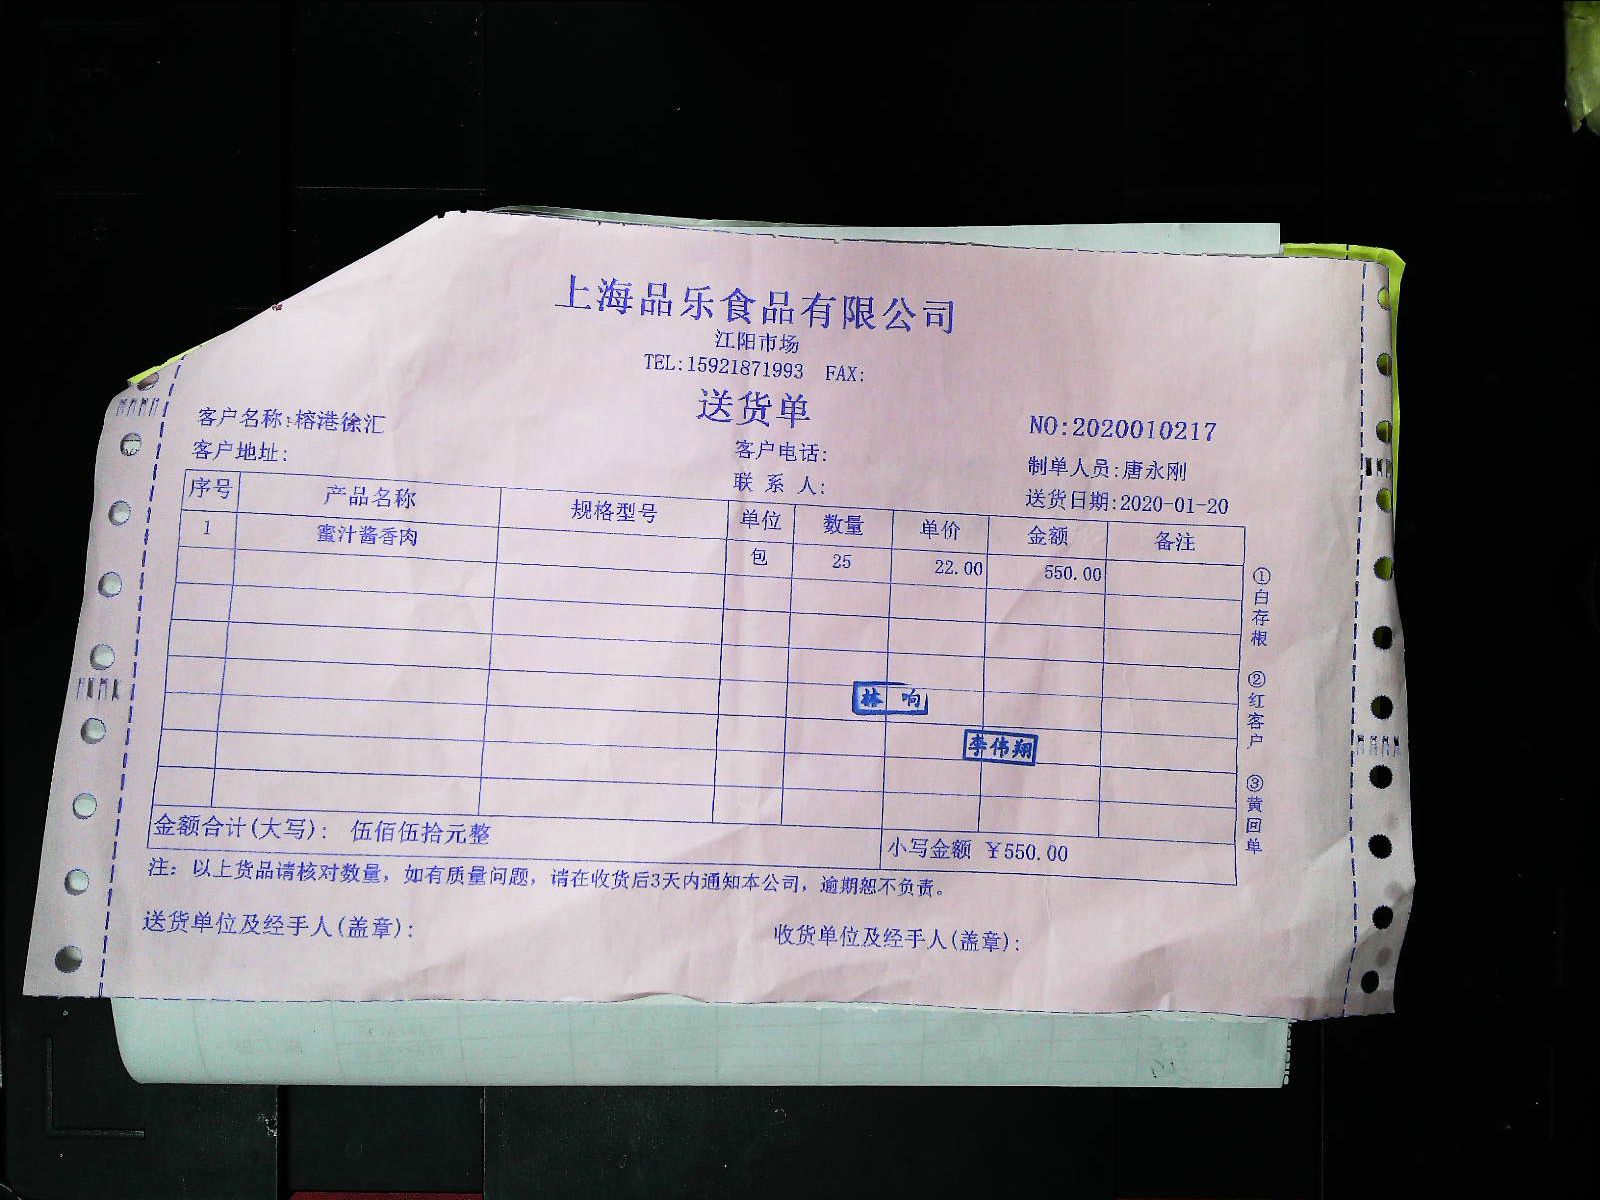 上海品乐食品有限公司
江阳市场
TEL:15921871993 FAX:
送货单
客户名称:榕港徐汇
NO:2020010217
客户地址:
客户电话:
制单人员:唐永刚
联 系 人:
送货日期:2020-01-20
序号 产品名称 规格型号 单位 数量 单价 金额 备注
1 蜜汁酱香肉 包 25 22.00 550.00
林 响
李伟翔
金额合计(大写): 伍佰伍拾元整
小写金额 ¥550.00
注: 以上货品请核对数量, 如有质量问题, 请在收货后3天内通知本公司, 逾期恕不负责。
送货单位及经手人(盖章):
收货单位及经手人(盖章):
①白存根 ②红客户 ③黄回单